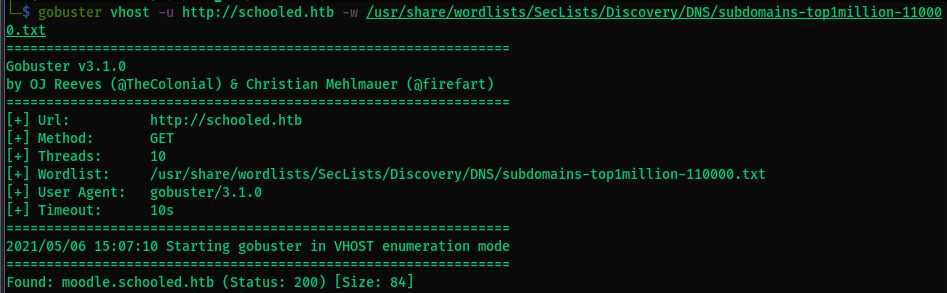 $ gobuster vhost -u http://schooled.htb -w /usr/share/wordlists/SecLists/Discovery/DNS/subdomains-top1million-11000
0.txt
===============================================================
Gobuster v3.1.0
by OJ Reeves (@TheColonial) & Christian Mehlmauer (@firefart)
===============================================================
[+] Url: http://schooled.htb
[+] Method: GET
[+] Threads: 10
[+] Wordlist: /usr/share/wordlists/SecLists/Discovery/DNS/subdomains-top1million-110000.txt
[+] User Agent: gobuster/3.1.0
[+] Timeout: 10s
===============================================================
2021/05/06 15:07:10 Starting gobuster in VHOST enumeration mode
===============================================================
Found: moodle.schooled.htb (Status: 200) [Size: 84]